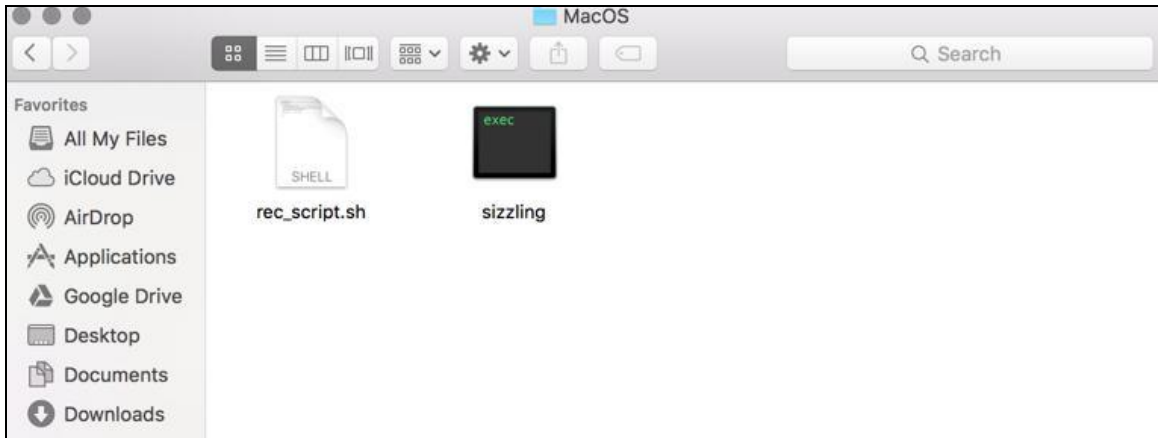 MacOS
Search
Favorites
All My Files
iCloud Drive
AirDrop
Applications
Google Drive
Desktop
Documents
Downloads
exec
SHELL
rec_script.sh
sizzling